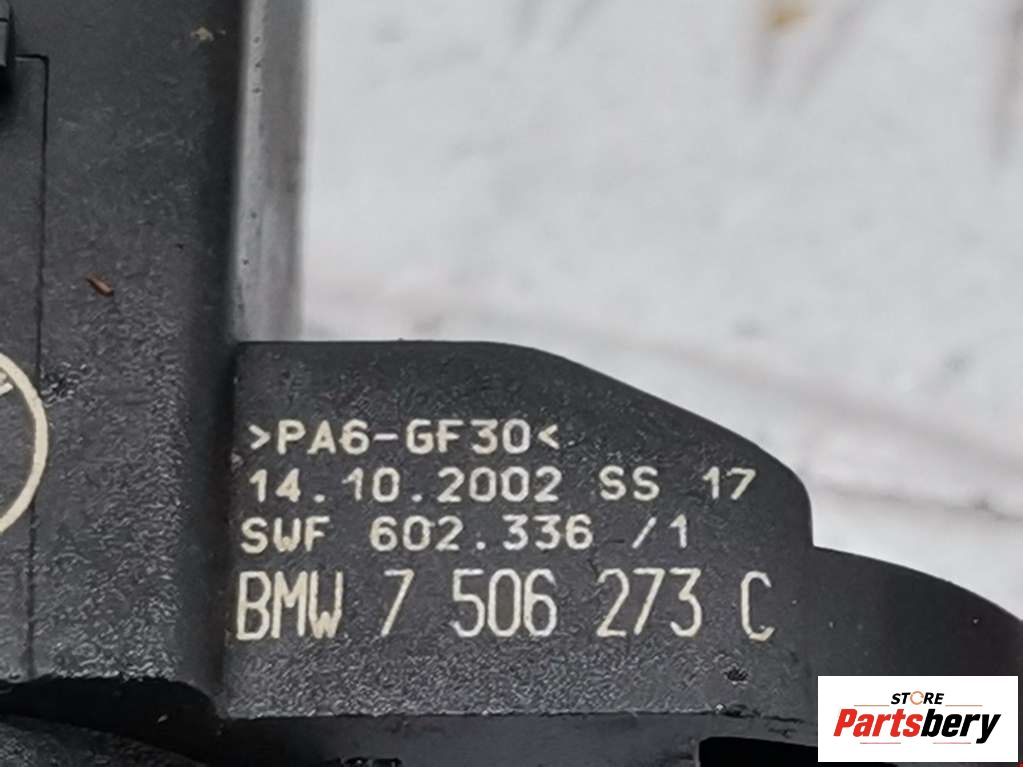 >PA6-GF30<
14.10.2002 SS 17
SWF 602.336 /1
BMW 7 506 273 C
STORE
Partsbery